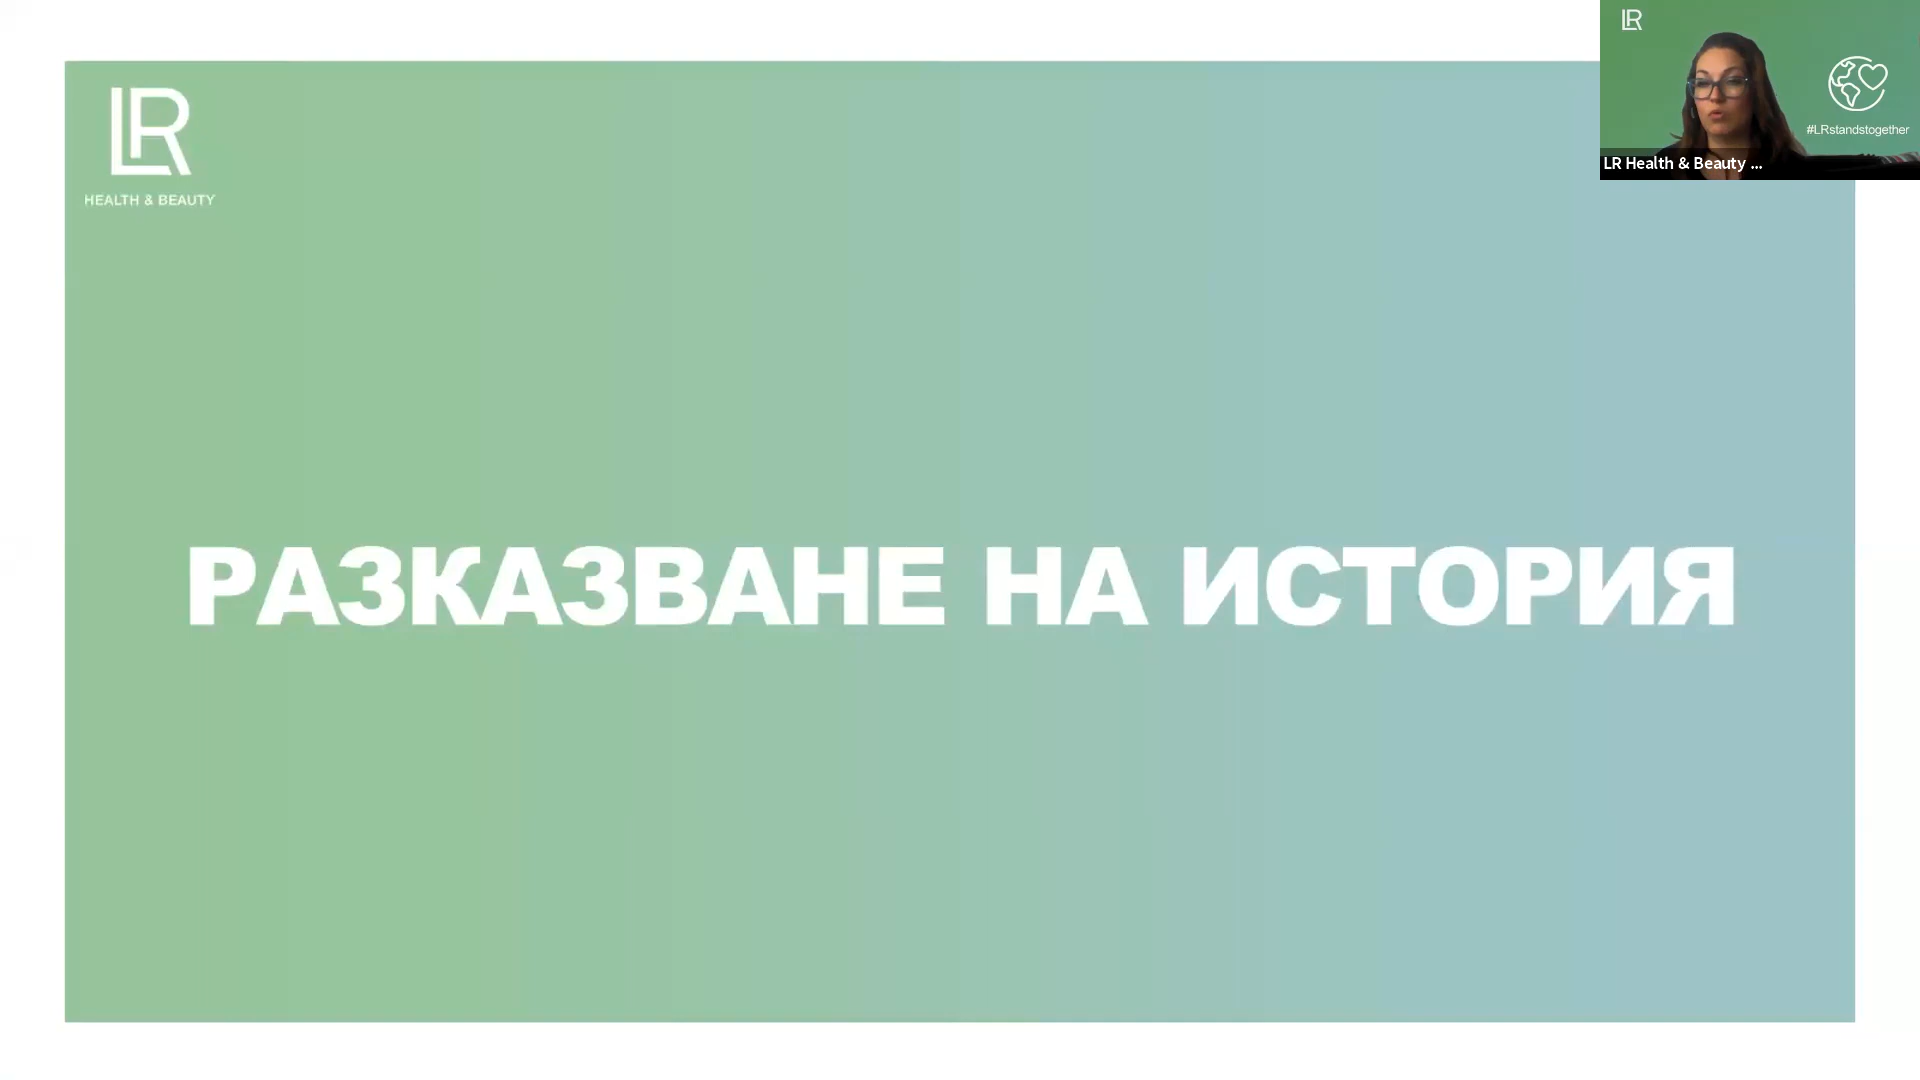 LR
HEALTH & BEAUTY
РАЗКАЗВАНЕ НА ИСТОРИЯ
LR
#LRstandstogether
LR Health & Beauty ...